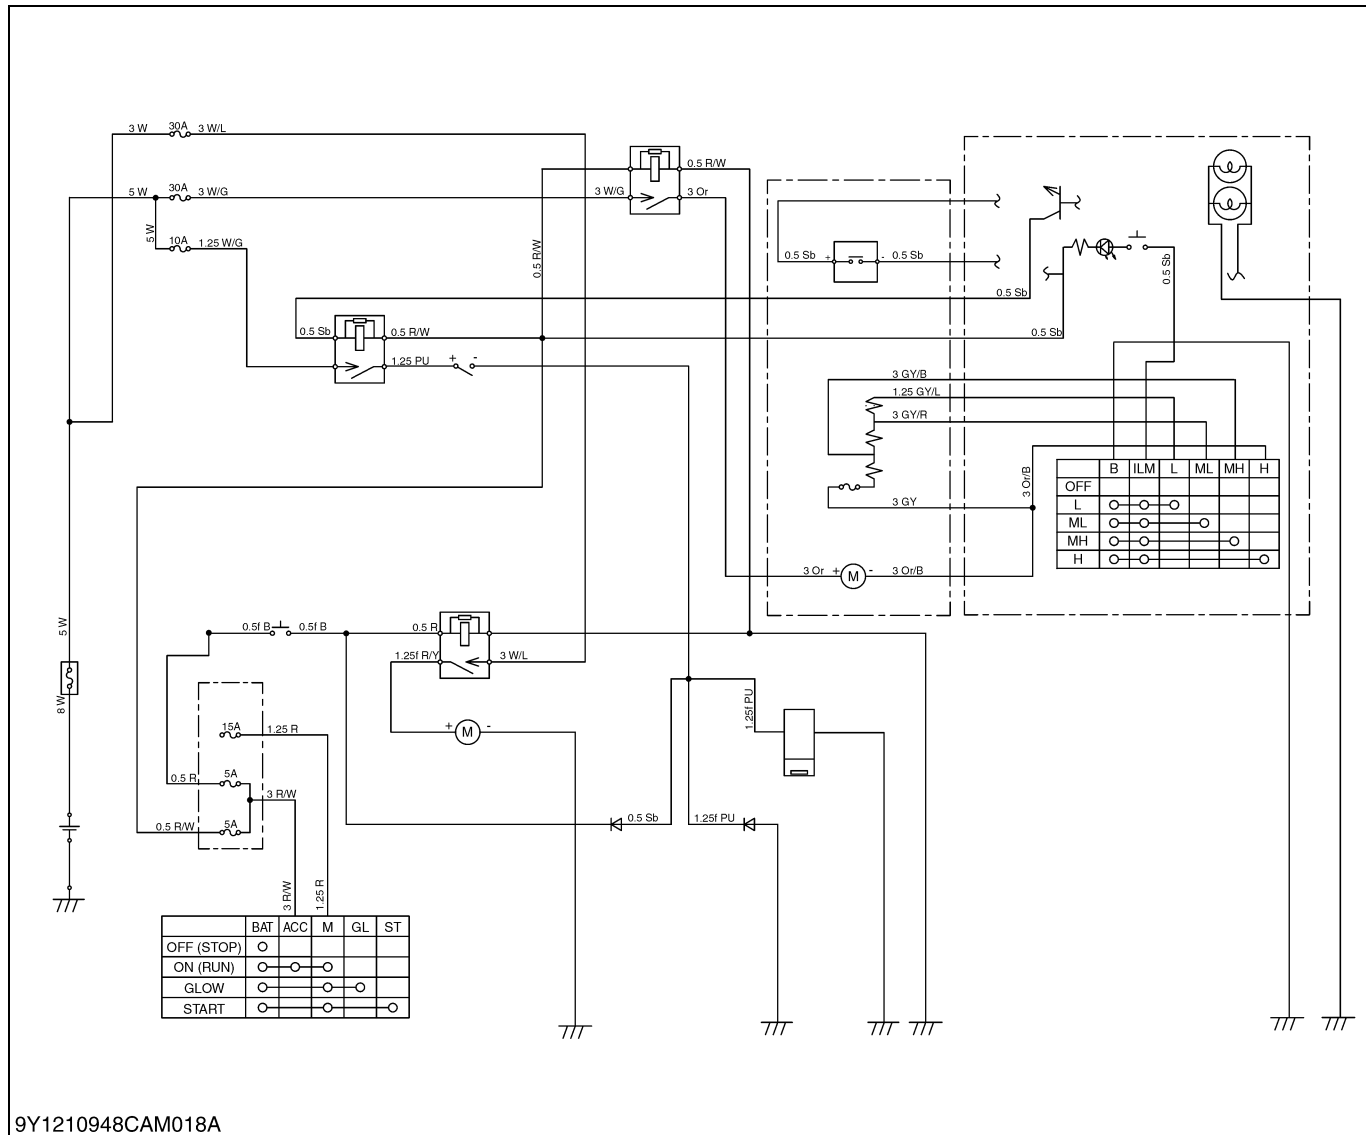 3 W 30A 3 W/L
0.5 R/W
5 W 30A 3 W/G 3 W/G 3 Or
5 W 10A 1.25 W/G
0.5 R/W
0.5 Sb + - 0.5 Sb
0.5 Sb
0.5 Sb
0.5 Sb 0.5 R/W 0.5 Sb
1.25 PU + -
3 GY/B
1.25 GY/L
3 GY/R
3 Or/B
B ILM L ML MH H
OFF
L
ML
MH
H
3 GY
3 Or + M - 3 Or/B
5 W
8 W
0.5f B 0.5f B 0.5 R
1.25f R/Y 3 W/L
+ M -
1.25f PU
15A 1.25 R
0.5 R 5A
3 R/W
0.5 R/W 5A
0.5 Sb 1.25f PU
3 R/W
1.25 R
BAT ACC M GL ST
OFF (STOP)
ON (RUN)
GLOW
START
9Y1210948CAM018A